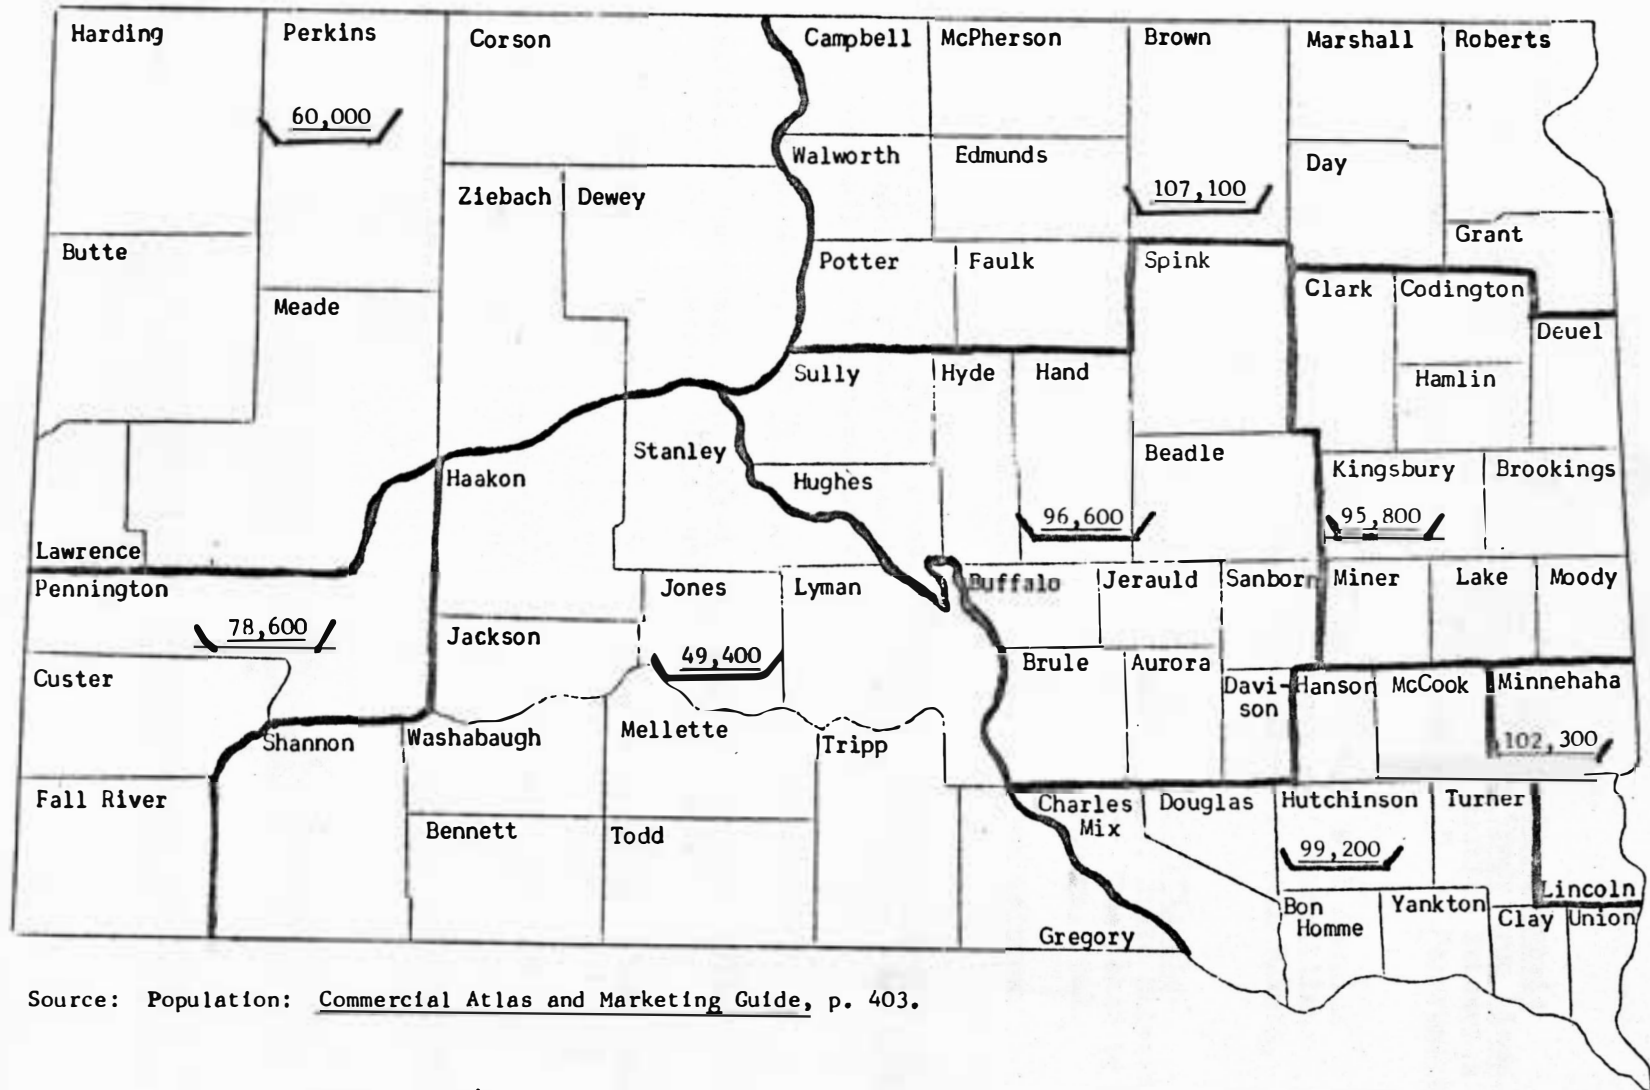 Harding
Perkins
Corson
Campbell
McPherson
Brown
Marshall
Roberts
60,000
Walworth
Edmunds
Day
Ziebach
Dewey
107,100
Grant
Butte
Potter
Faulk
Spink
Clark
Codington
Meade
Deuel
Sully
Hyde
Hand
Hamlin
Stanley
Beadle
Haakon
Hughes
Kingsbury
Brookings
96,600
95,800
Lawrence
Pennington
Jones
Lyman
Buffalo
Jerauld
Sanborn
Miner
Lake
Moody
78,600
Jackson
49,400
Brule
Aurora
Custer
Davi-
son
Hanson
McCook
Minnehaha
Shannon
Washabaugh
Mellette
Tripp
102,300
Fall River
Charles
Mix
Douglas
Hutchinson
Turner
Bennett
Todd
99,200
Lincoln
Bon
Homme
Yankton
Clay
Union
Gregory
Source: Population: Commercial Atlas and Marketing Guide, p. 403.